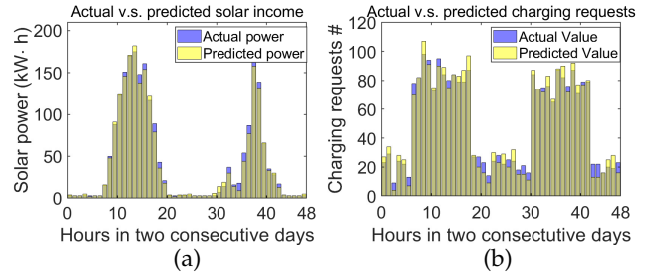 Actual v.s. predicted solar income
Actual power
Predicted power
Solar power (kW· h)
200
150
100
50
0
0 10 20 30 40 48
Hours in two consecutive days
(a)
Actual v.s. predicted charging requests
Actual Value
Predicted Value
Charging requests #
120
100
80
60
40
20
0
0 10 20 30 40 48
Hours in two consecutive days
(b)